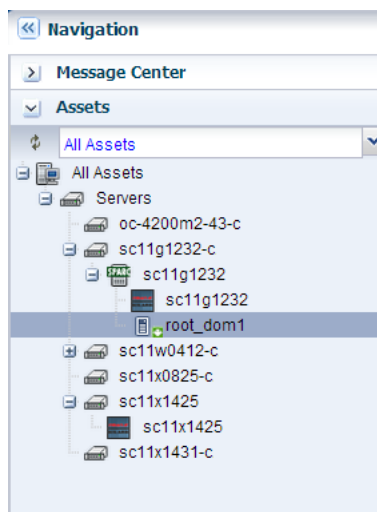 Navigation
Message Center
Assets
All Assets
All Assets
Servers
oc-4200m2-43-c
sc11g1232-c
SPARC sc11g1232
sc11g1232
root_dom1
sc11w0412-c
sc11x0825-c
sc11x1425
sc11x1425
sc11x1431-c